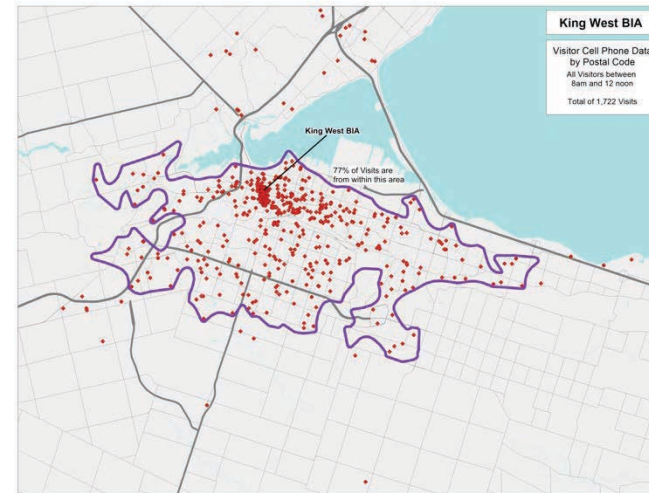 King West BIA
Visitor Cell Phone Data
by Postal Code
All Visitors between
8am and 12 noon
Total of 1,722 Visits
King West BIA
77% of Visits are
from within this area